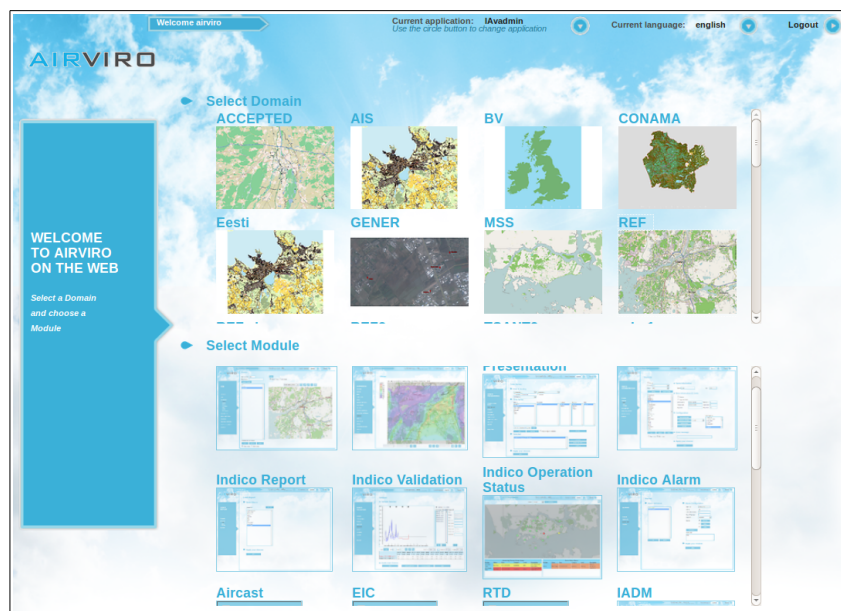 Welcome airviro
Current application: IAvadmin
Use the circle button to change application
Current language: english
Logout
AIRVIRO
Select Domain
ACCEPTED
AIS
BV
CONAMA
Eesti
GENER
MSS
REF
WELCOME
TO AIRVIRO
ON THE WEB
Select a Domain
and choose a
Module
Select Module
Presentation
Indico Report
Indico Validation
Indico Operation
Status
Indico Alarm
Aircast
EIC
RTD
IADM